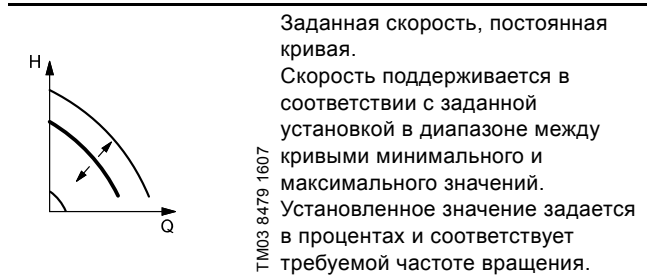 Заданная скорость, постоянная
кривая.
Скорость поддерживается в
соответствии с заданной
установкой в диапазоне между
кривыми минимального и
максимального значений.
Установленное значение задается
в процентах и соответствует
требуемой частоте вращения.
H
Q
TM03 8479 1607